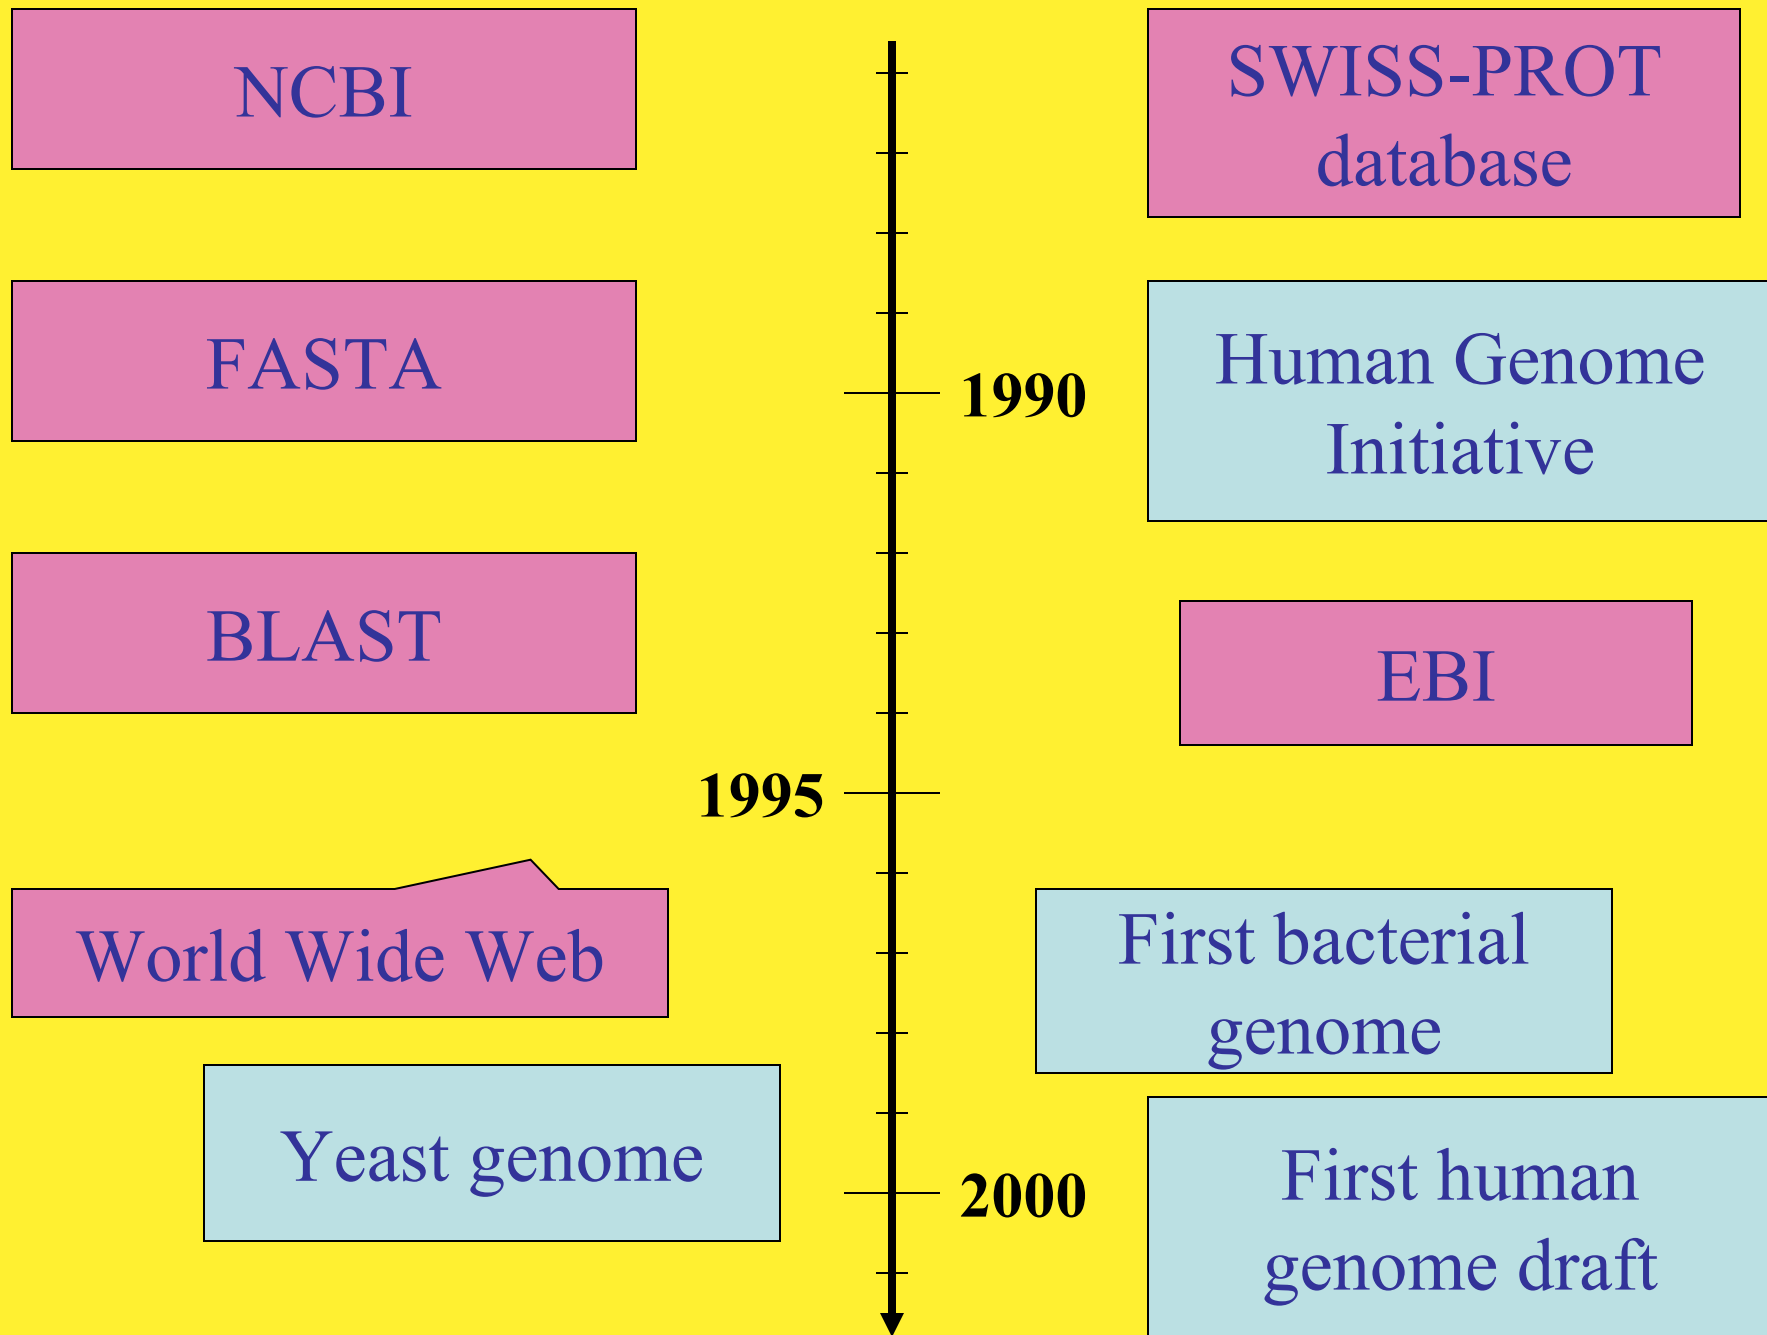 NCBI
SWISS-PROT
database
FASTA
1990
Human Genome
Initiative
BLAST
EBI
1995
World Wide Web
First bacterial
genome
Yeast genome
2000
First human
genome draft